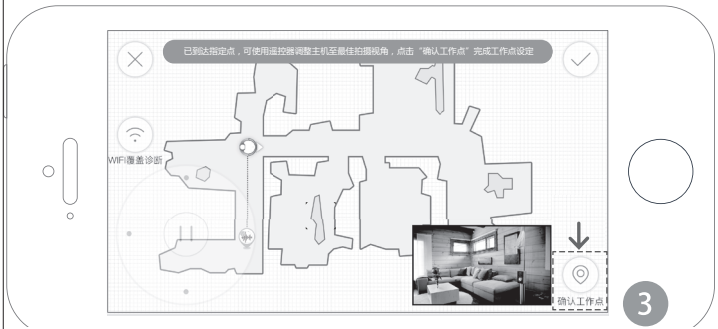 已到达指定点，可使用遥控器调整主机至最佳拍摄视角，点击“确认工作点”完成工作点设定
WIFI覆盖诊断
确认工作点
3